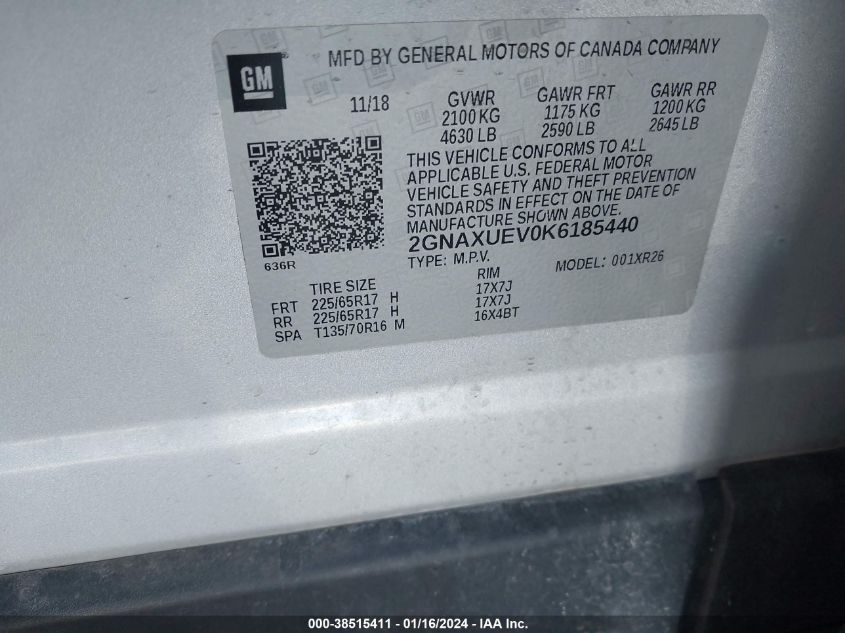 GM
MFD BY GENERAL MOTORS OF CANADA COMPANY
11/18
GVWR GAWR FRT GAWR RR
2100 KG 1175 KG 1200 KG
4630 LB 2590 LB 2645 LB
THIS VEHICLE CONFORMS TO ALL
APPLICABLE U.S. FEDERAL MOTOR
VEHICLE SAFETY AND THEFT PREVENTION
STANDARDS IN EFFECT ON THE DATE OF
MANUFACTURE SHOWN ABOVE.
2GNAXUEV0K6185440
636R
TYPE: M.P.V. MODEL: 001XR26
TIRE SIZE RIM
FRT 225/65R17 H 17X7J
RR 225/65R17 H 17X7J
SPA T135/70R16 M 16X4BT
000-38515411 - 01/16/2024 - IAA Inc.